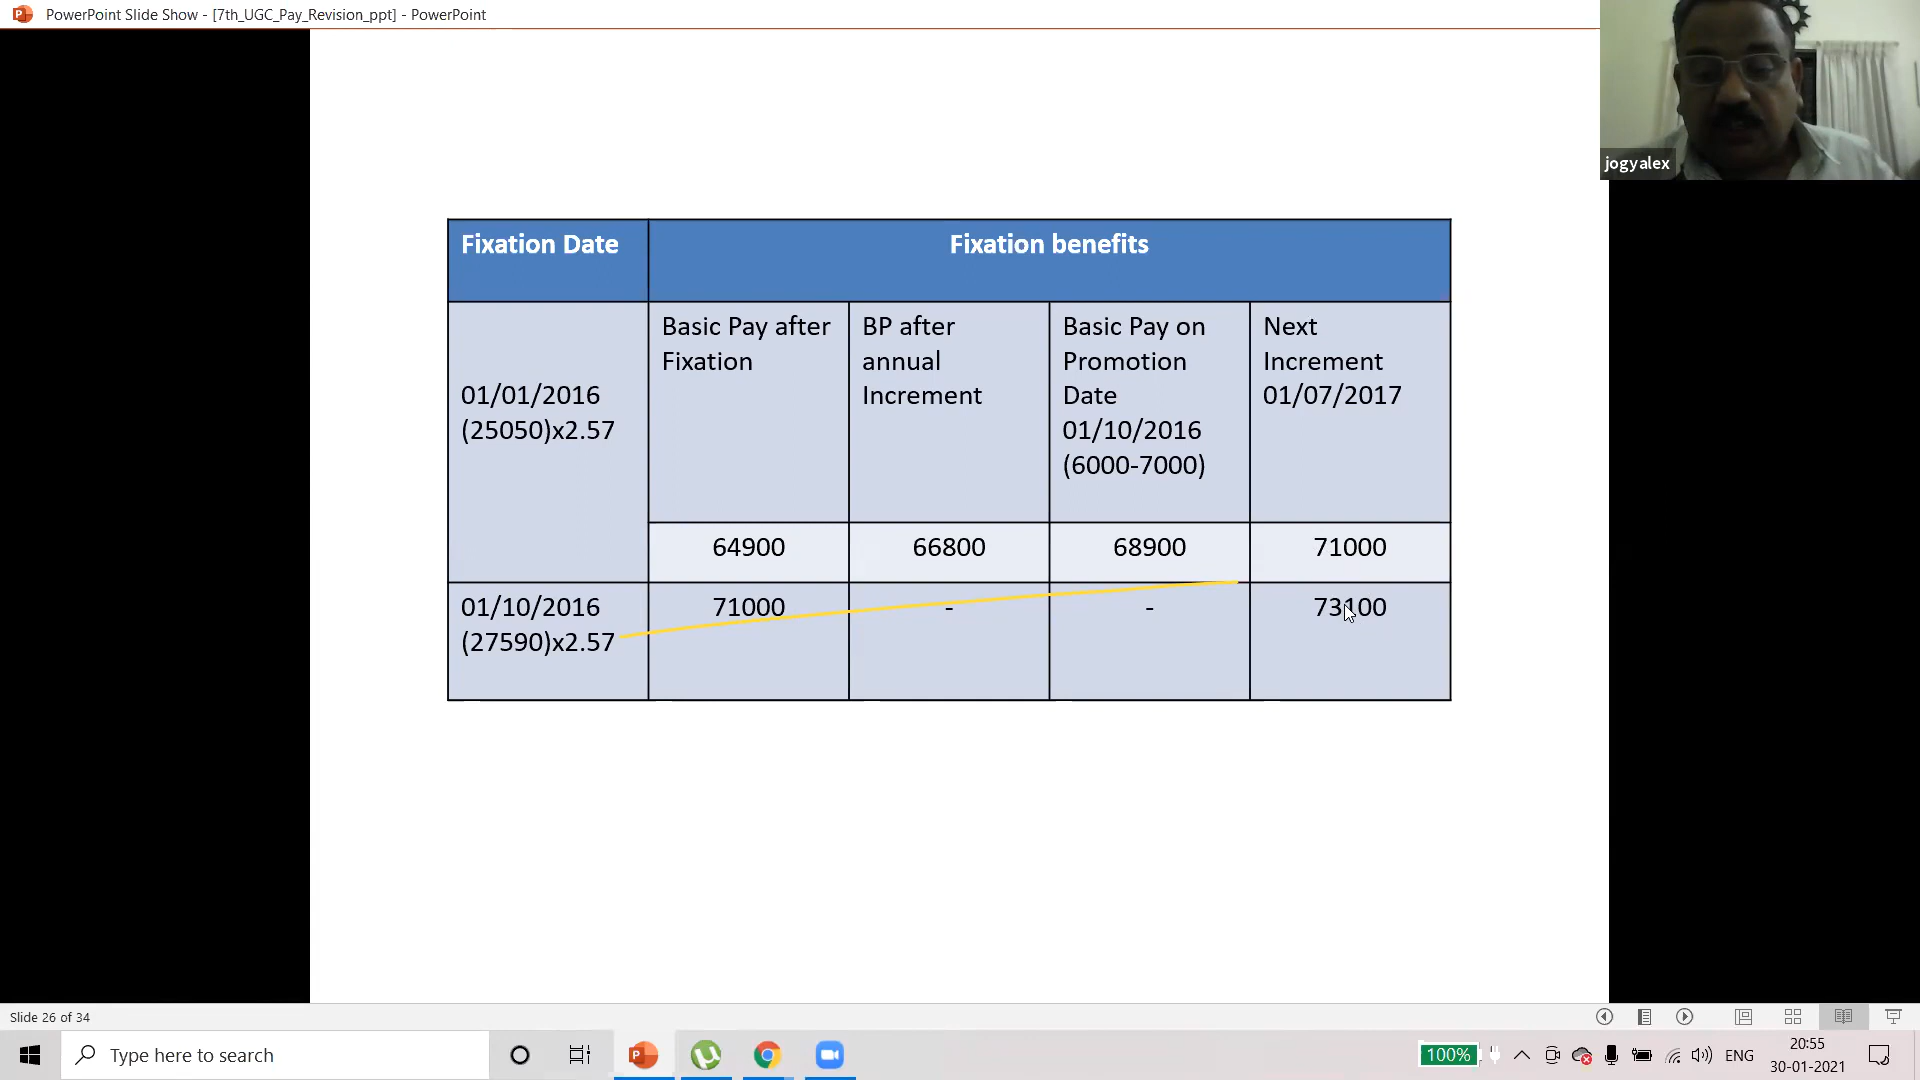 PowerPoint Slide Show - [7th_UGC_Pay_Revision_ppt] - PowerPoint
jogyalex
Fixation Date
Fixation benefits
01/01/2016
(25050)x2.57
Basic Pay after
Fixation
BP after
annual
Increment
Basic Pay on
Promotion
Date
01/10/2016
(6000-7000)
Next
Increment
01/07/2017
64900
66800
68900
71000
01/10/2016
(27590)x2.57
71000
-
-
73100
Slide 26 of 34
Type here to search
100%
ENG
20:55
30-01-2021